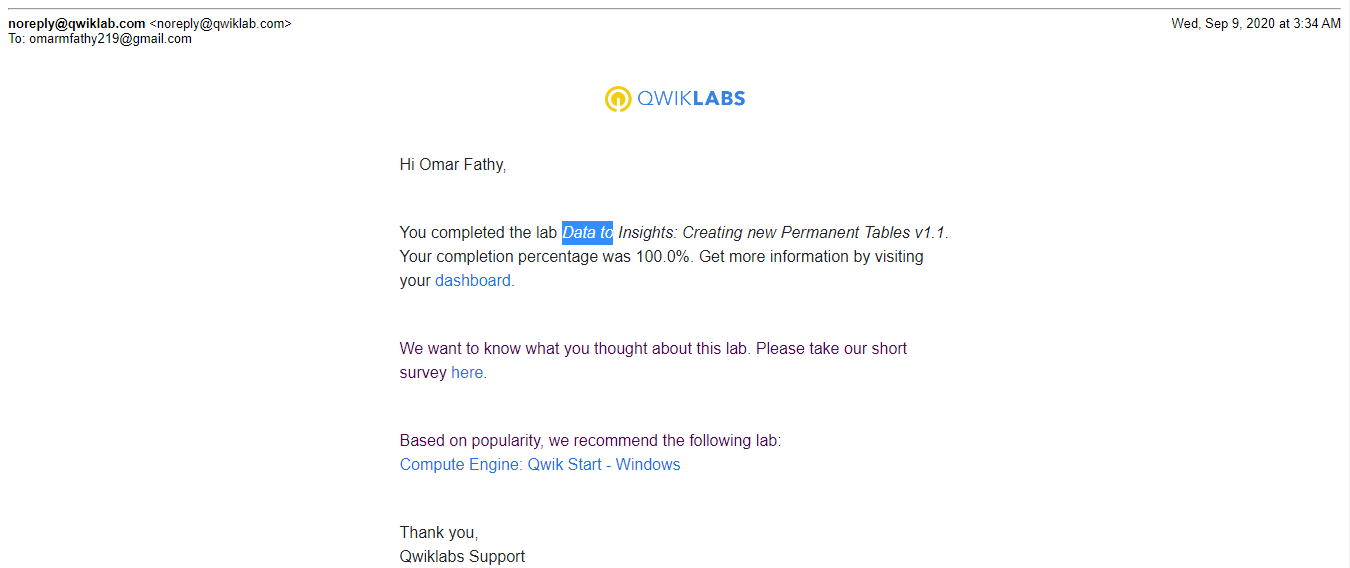 noreply@qwiklab.com <noreply@qwiklab.com>
Wed, Sep 9, 2020 at 3:34 AM
To: omarmfathy219@gmail.com
QWIKLABS
Hi Omar Fathy,
You completed the lab Data to Insights: Creating new Permanent Tables v1.1.
Your completion percentage was 100.0%. Get more information by visiting
your dashboard.
We want to know what you thought about this lab. Please take our short
survey here.
Based on popularity, we recommend the following lab:
Compute Engine: Qwik Start - Windows
Thank you,
Qwiklabs Support